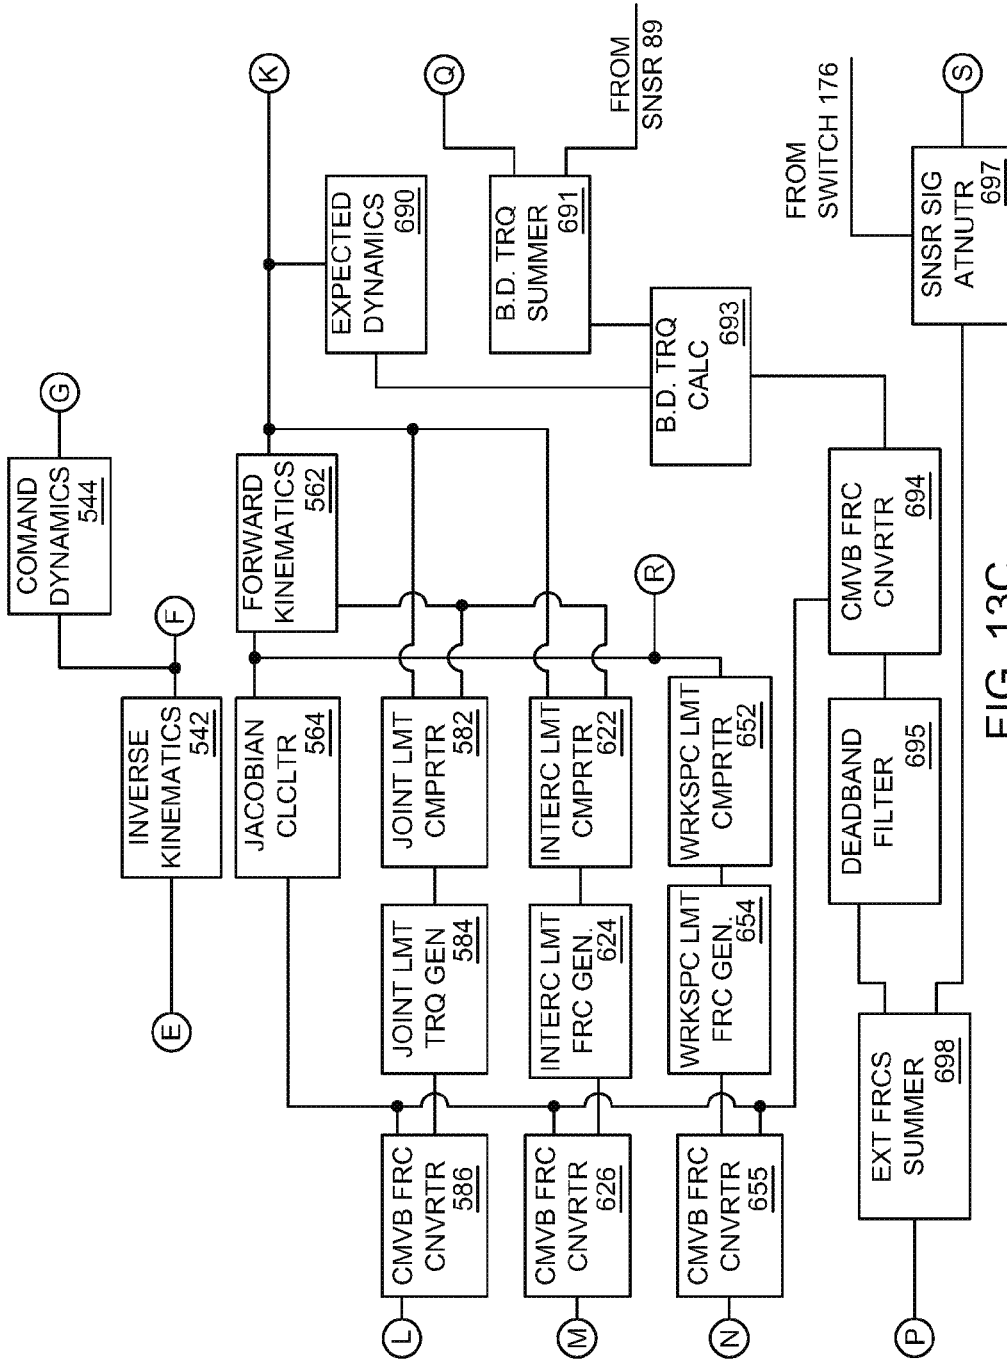 COMAND
DYNAMICS
544
G
F
INVERSE
KINEMATICS
542
E
K
FORWARD
KINEMATICS
562
JACOBIAN
CLCLTR
564
EXPECTED
DYNAMICS
690
JOINT LMT
CMPRTR
582
JOINT LMT
TRQ GEN
584
CMVB FRC
CNVRTR
586
L
Q
FROM
SNSR 89
B.D. TRQ
SUMMER
691
INTERC LMT
CMPRTR
622
INTERC LMT
FRC GEN.
624
CMVB FRC
CNVRTR
626
M
R
B.D. TRQ
CALC
693
WRKSPC LMT
CMPRTR
652
WRKSPC LMT
FRC GEN.
654
CMVB FRC
CNVRTR
655
N
FROM
SWITCH 176
S
SNSR SIG
ATNUTR
697
CMVB FRC
CNVRTR
694
DEADBAND
FILTER
695
EXT FRCS
SUMMER
698
P
FIG. 13C